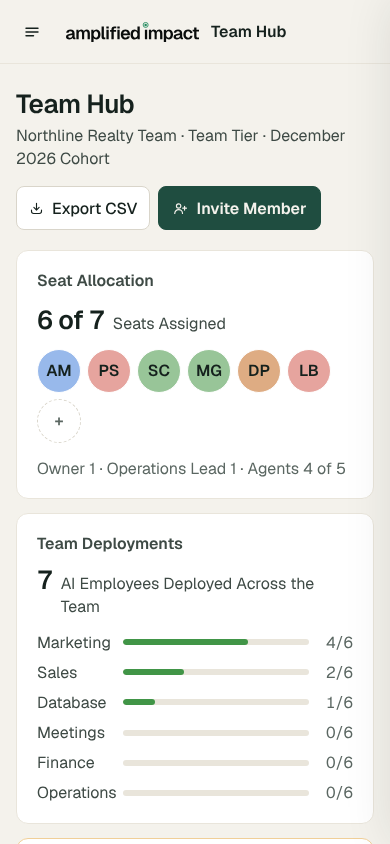 amplified impact Team Hub
Team Hub
Northline Realty Team · Team Tier · December
2026 Cohort
Export CSV
Invite Member
Seat Allocation
6 of 7 Seats Assigned
AM PS SC MG DP LB
+
Owner 1 · Operations Lead 1 · Agents 4 of 5
Team Deployments
7 AI Employees Deployed Across the
Team
Marketing 4/6
Sales 2/6
Database 1/6
Meetings 0/6
Finance 0/6
Operations 0/6